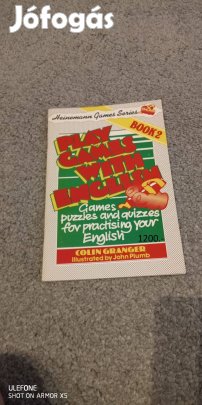 Jófogás
Heinemann Games Series
BOOK 2
PLAY
GAMES
WITH
ENGLISH
Games
puzzles and quizzes
for practising your
English
1200.-
COLIN GRANGER
Illustrated by John Plumb
ULEFONE
SHOT ON ARMOR X5